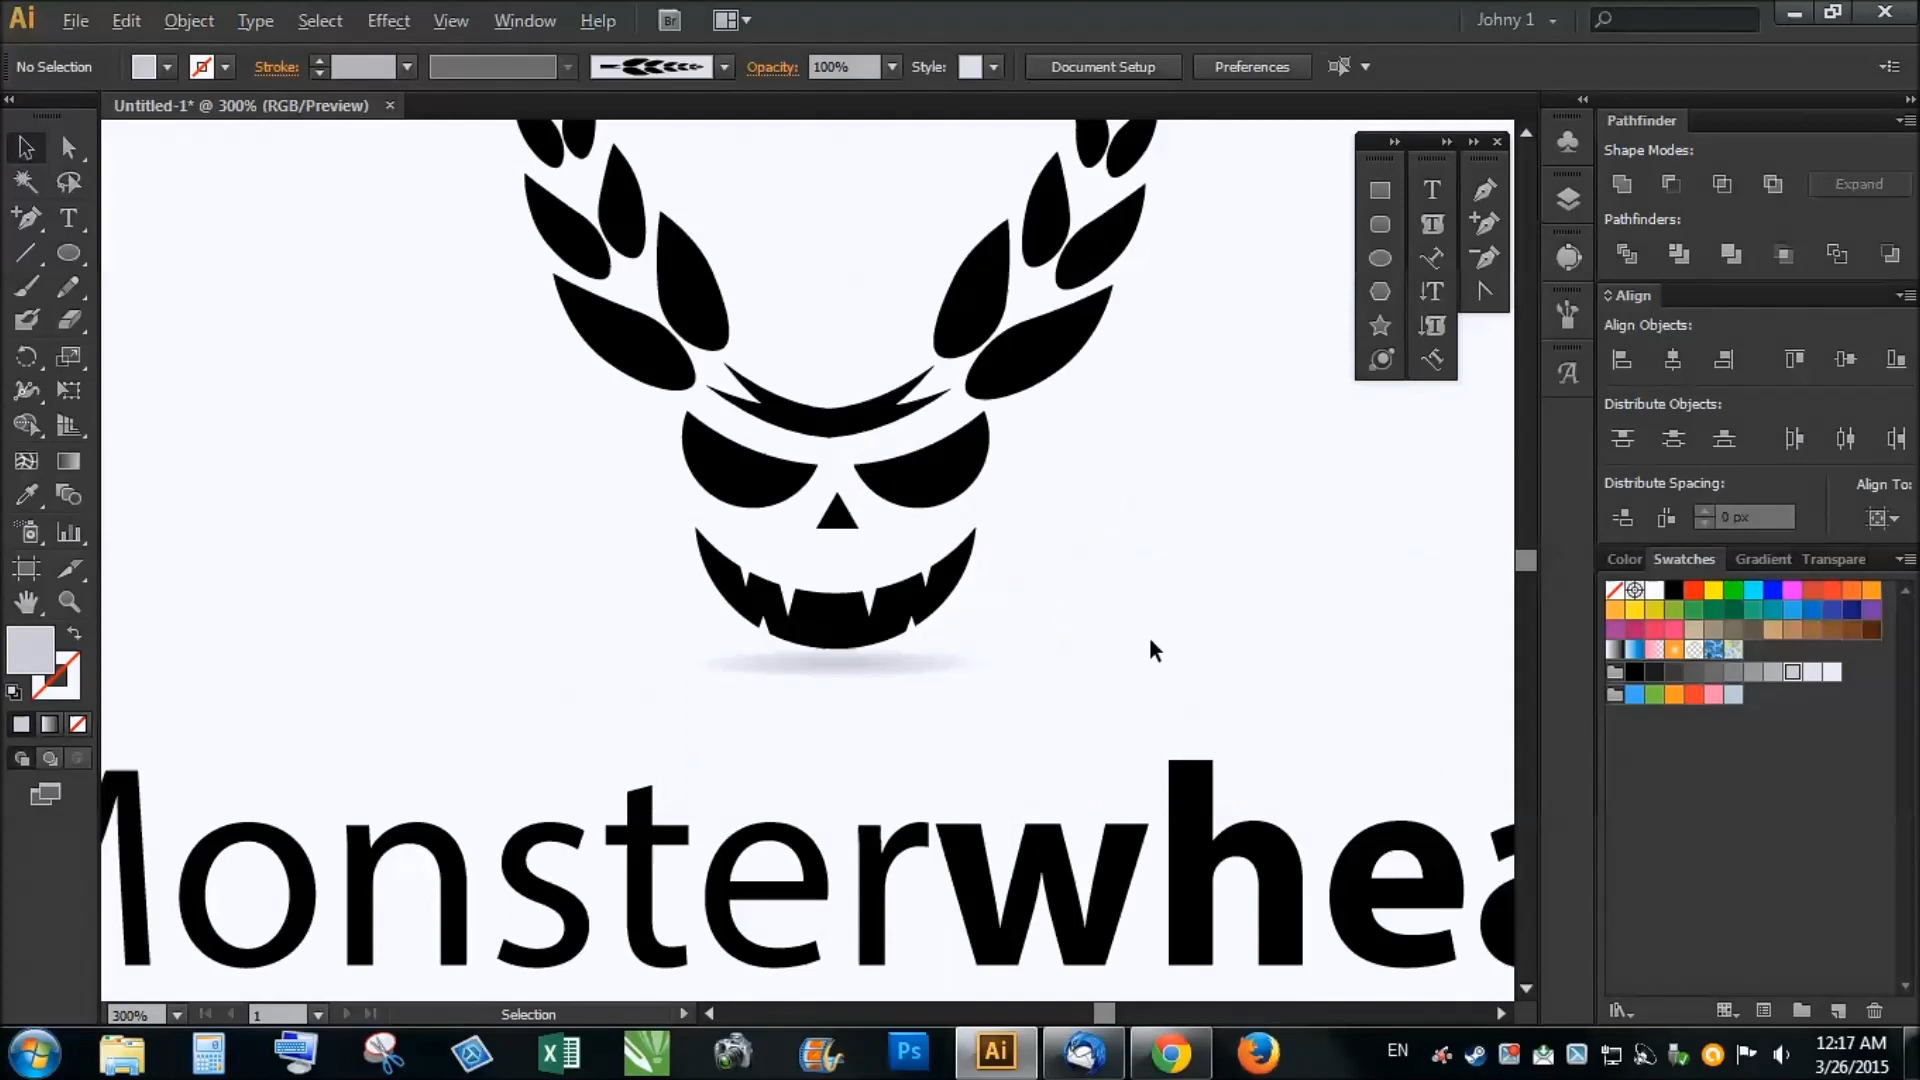 Ai File Edit Object Type Select Effect View Window Help Br Johny 1
No Selection Stroke: Opacity: 100% Style: Document Setup Preferences
Untitled-1* @ 300% (RGB/Preview)
Pathfinder
Shape Modes:
Expand
Pathfinders:
Align
Align Objects:
Distribute Objects:
Distribute Spacing: Align To:
0 px
Color Swatches Gradient Transpare
Monsterwhea
300% 1 Selection
Ps Ai EN 12:17 AM
3/26/2015